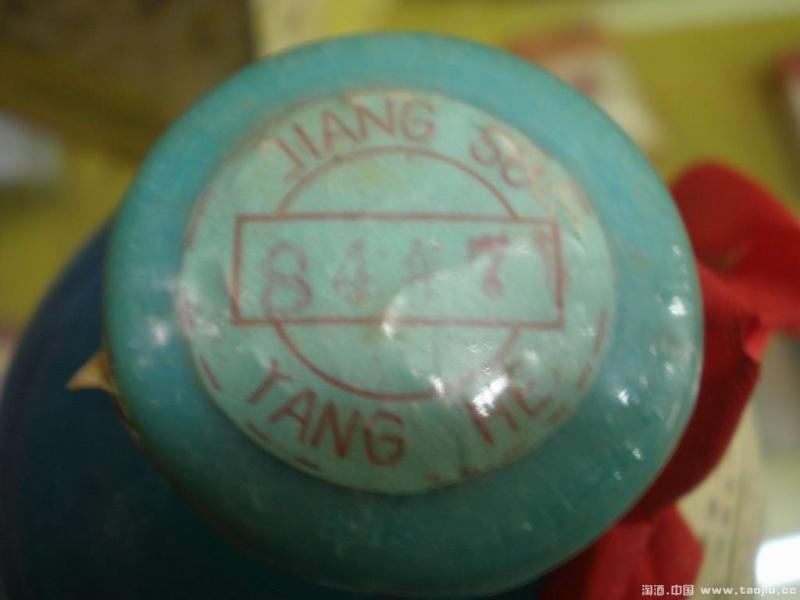 JIANG SU
8447
YANG HE
淘酒.中国 www.taojiu.cc